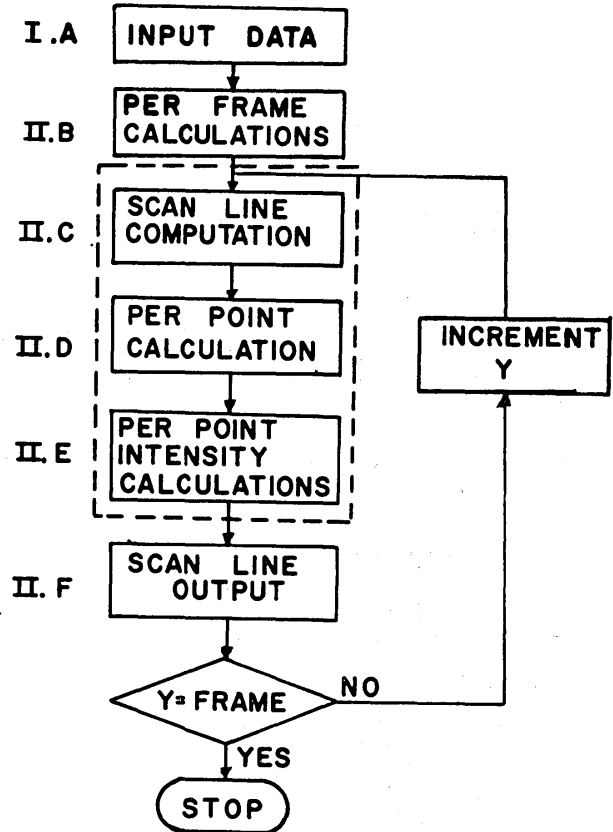 I.A
INPUT DATA
II.B
PER FRAME
CALCULATIONS
II.C
SCAN LINE
COMPUTATION
II.D
PER POINT
CALCULATION
INCREMENT
Y
II.E
PER POINT
INTENSITY
CALCULATIONS
II.F
SCAN LINE
OUTPUT
Y= FRAME
NO
YES
STOP